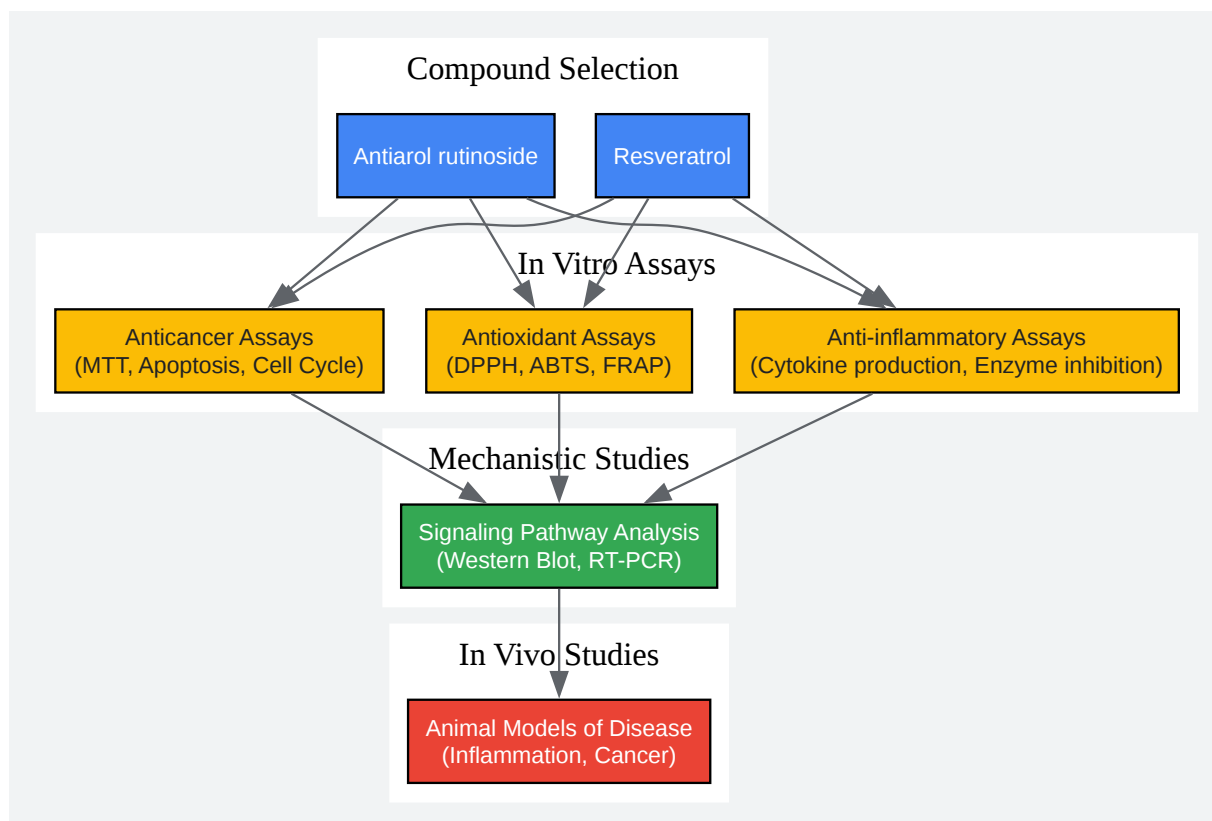 Compound Selection
Antiarol rutinoside
Resveratrol
In Vitro Assays
Anticancer Assays
(MTT, Apoptosis, Cell Cycle)
Antioxidant Assays
(DPPH, ABTS, FRAP)
Anti-inflammatory Assays
(Cytokine production, Enzyme inhibition)
Mechanistic Studies
Signaling Pathway Analysis
(Western Blot, RT-PCR)
In Vivo Studies
Animal Models of Disease
(Inflammation, Cancer)